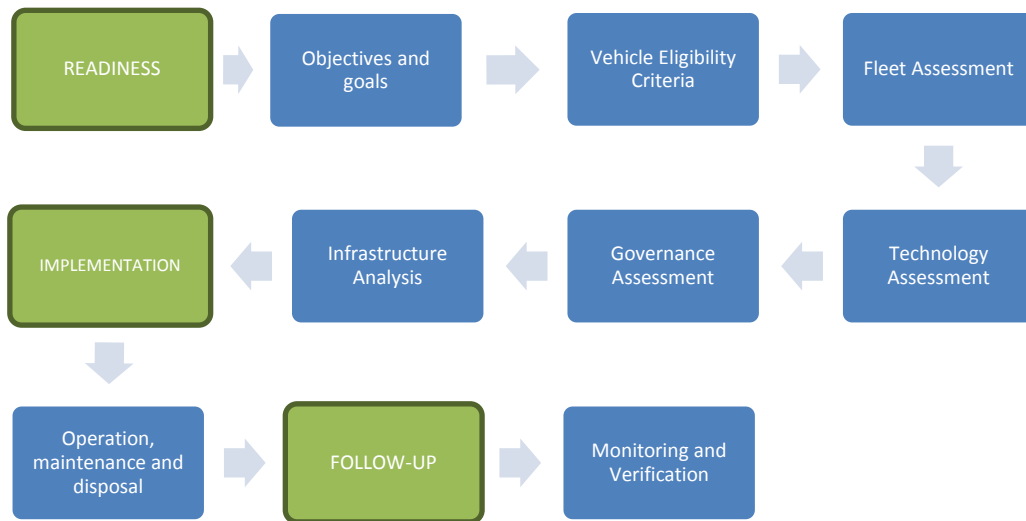 READINESS
Objectives and
goals
Vehicle Eligibility
Criteria
Fleet Assessment
IMPLEMENTATION
Infrastructure
Analysis
Governance
Assessment
Technology
Assessment
Operation,
maintenance and
disposal
FOLLOW-UP
Monitoring and
Verification